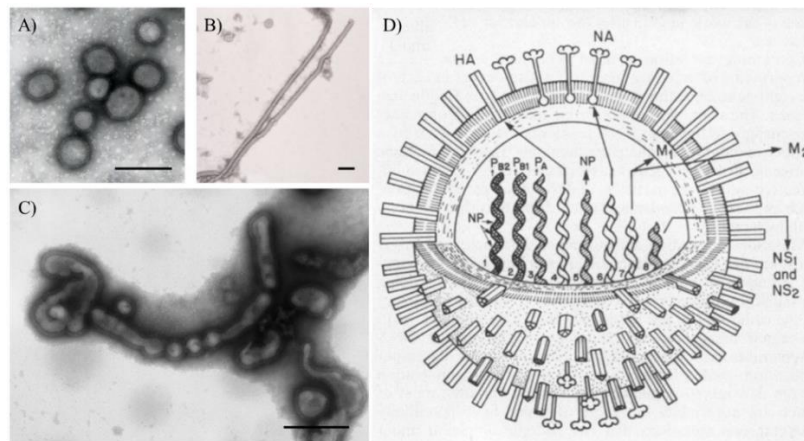 A)
B)
C)
D)
HA
NA
M1
M2
PB2 PB1 PA NP
NP
1 2 3 4 5 6 7 8
NS1
and
NS2